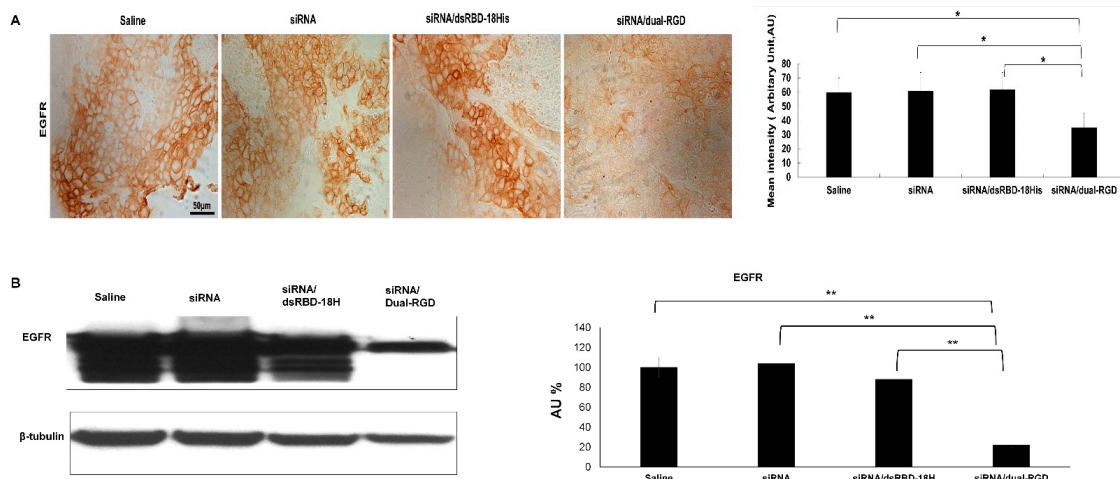 A
Saline
siRNA
siRNA/dsRBD-18His
siRNA/dual-RGD
EGFR
50μm
*
*
*
Mean intensity ( Arbitary Unit,AU)
80
70
60
50
40
30
20
10
0
Saline
siRNA
siRNA/dsRBD-18His
siRNA/dual-RGD
B
Saline
siRNA
siRNA/
dsRBD-18H
siRNA/
Dual-RGD
EGFR
β-tubulin
EGFR
**
**
**
AU %
140
120
100
80
60
40
20
0
Saline
siRNA
siRNA/dsRBD-18H
siRNA/dual-RGD